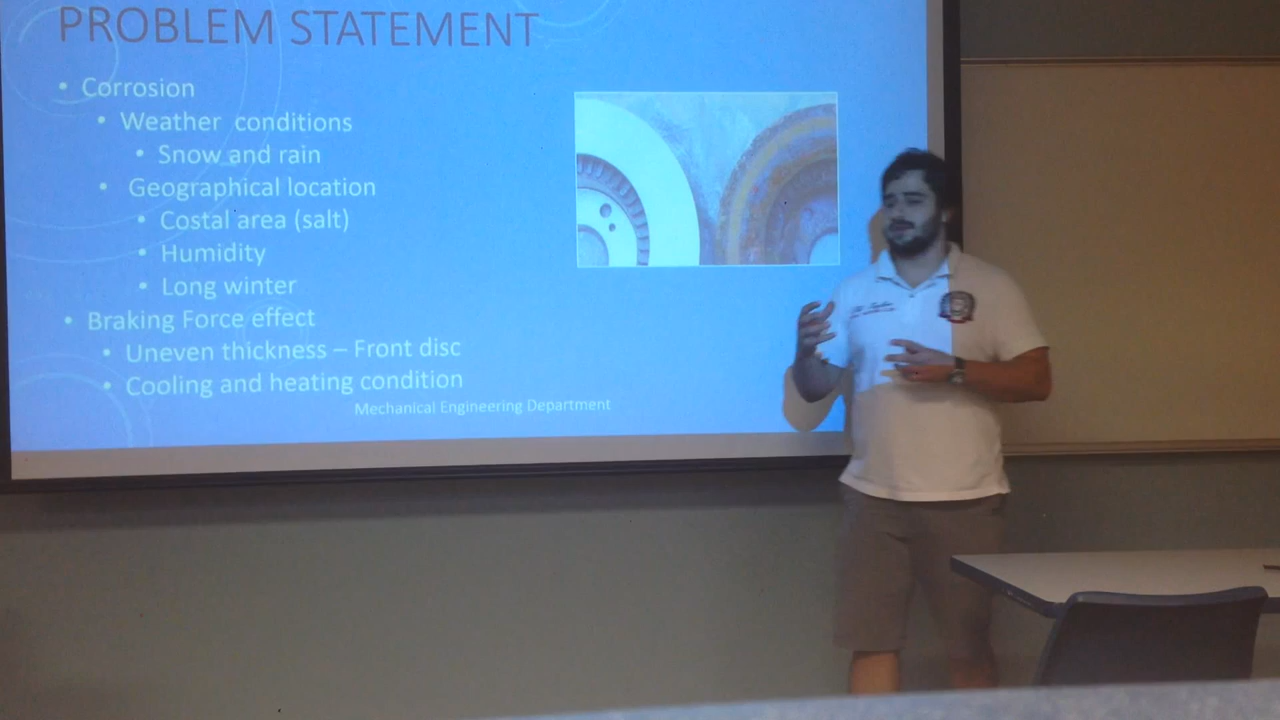 PROBLEM STATEMENT
• Corrosion
• Weather conditions
• Snow and rain
• Geographical location
• Costal area (salt)
• Humidity
• Long winter
• Braking Force effect
• Uneven thickness – Front disc
• Cooling and heating condition
Mechanical Engineering Department